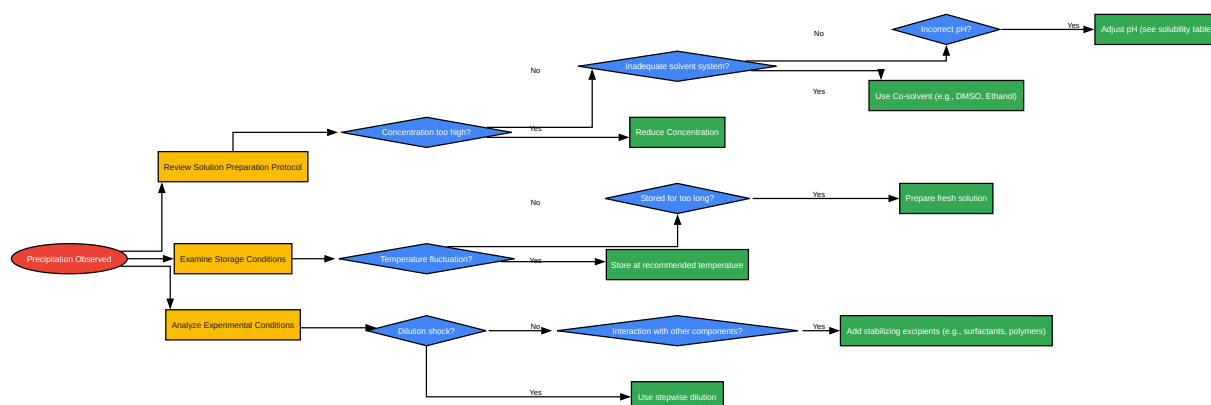 Incorrect pH?
Yes
Adjust pH (see solubility table
No
Inadequate solvent system?
No
Yes
Use Co-solvent (e.g., DMSO, Ethanol)
Concentration too high?
Yes
Reduce Concentration
Review Solution Preparation Protocol
Stored for too long?
Yes
Prepare fresh solution
No
Precipitation Observed
Examine Storage Conditions
Temperature fluctuation?
Yes
Store at recommended temperature
Analyze Experimental Conditions
Dilution shock?
No
Interaction with other components?
Yes
Add stabilizing excipients (e.g., surfactants, polymers)
Yes
Use stepwise dilution